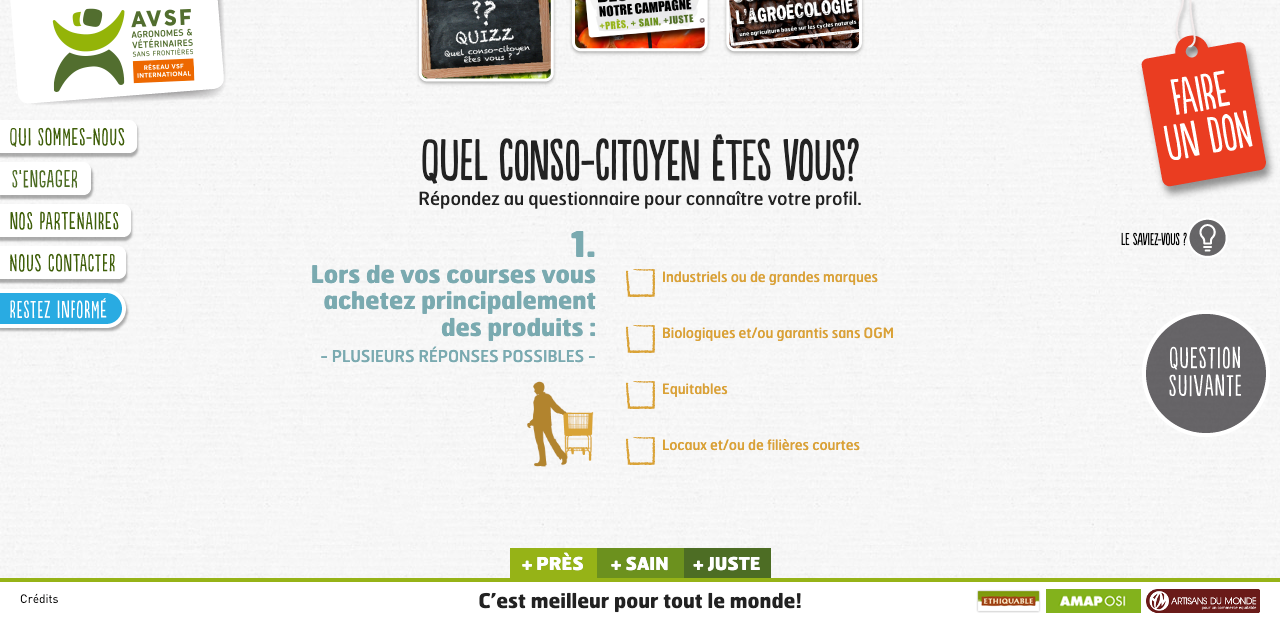 AVSF
AGRONOMES &
VÉTÉRINAIRES
SANS FRONTIÈRES
RÉSEAU VSF
INTERNATIONAL
??
QUIZZ
Quel conso-citoyen
êtes vous ?
NOTRE CAMPAGNE
+PRÈS, + SAIN, +JUSTE
L'AGROÉCOLOGIE
une agriculture basée sur les cycles naturels
FAIRE
UN DON
QUI SOMMES-NOUS
S'ENGAGER
NOS PARTENAIRES
NOUS CONTACTER
RESTEZ INFORMÉ
QUEL CONSO-CITOYEN ÊTES VOUS?
Répondez au questionnaire pour connaître votre profil.
1.
Lors de vos courses vous
achetez principalement
des produits :
- PLUSIEURS RÉPONSES POSSIBLES -
Industriels ou de grandes marques
Biologiques et/ou garantis sans OGM
Equitables
Locaux et/ou de filières courtes
LE SAVIEZ-VOUS ?
QUESTION
SUIVANTE
+ PRÈS + SAIN + JUSTE
C'est meilleur pour tout le monde!
Crédits
ETHIQUABLE
AMAP OSI
ARTISANS DU MONDE
pour un commerce équitable